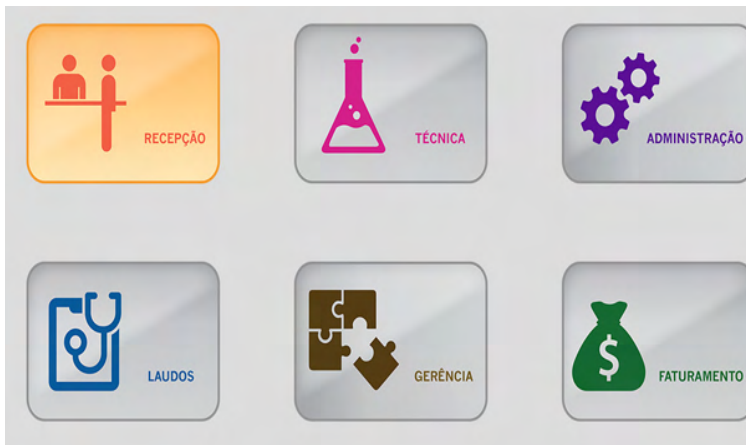 RECEPÇÃO
TÉCNICA
ADMINISTRAÇÃO
LAUDOS
GERÊNCIA
$
FATURAMENTO